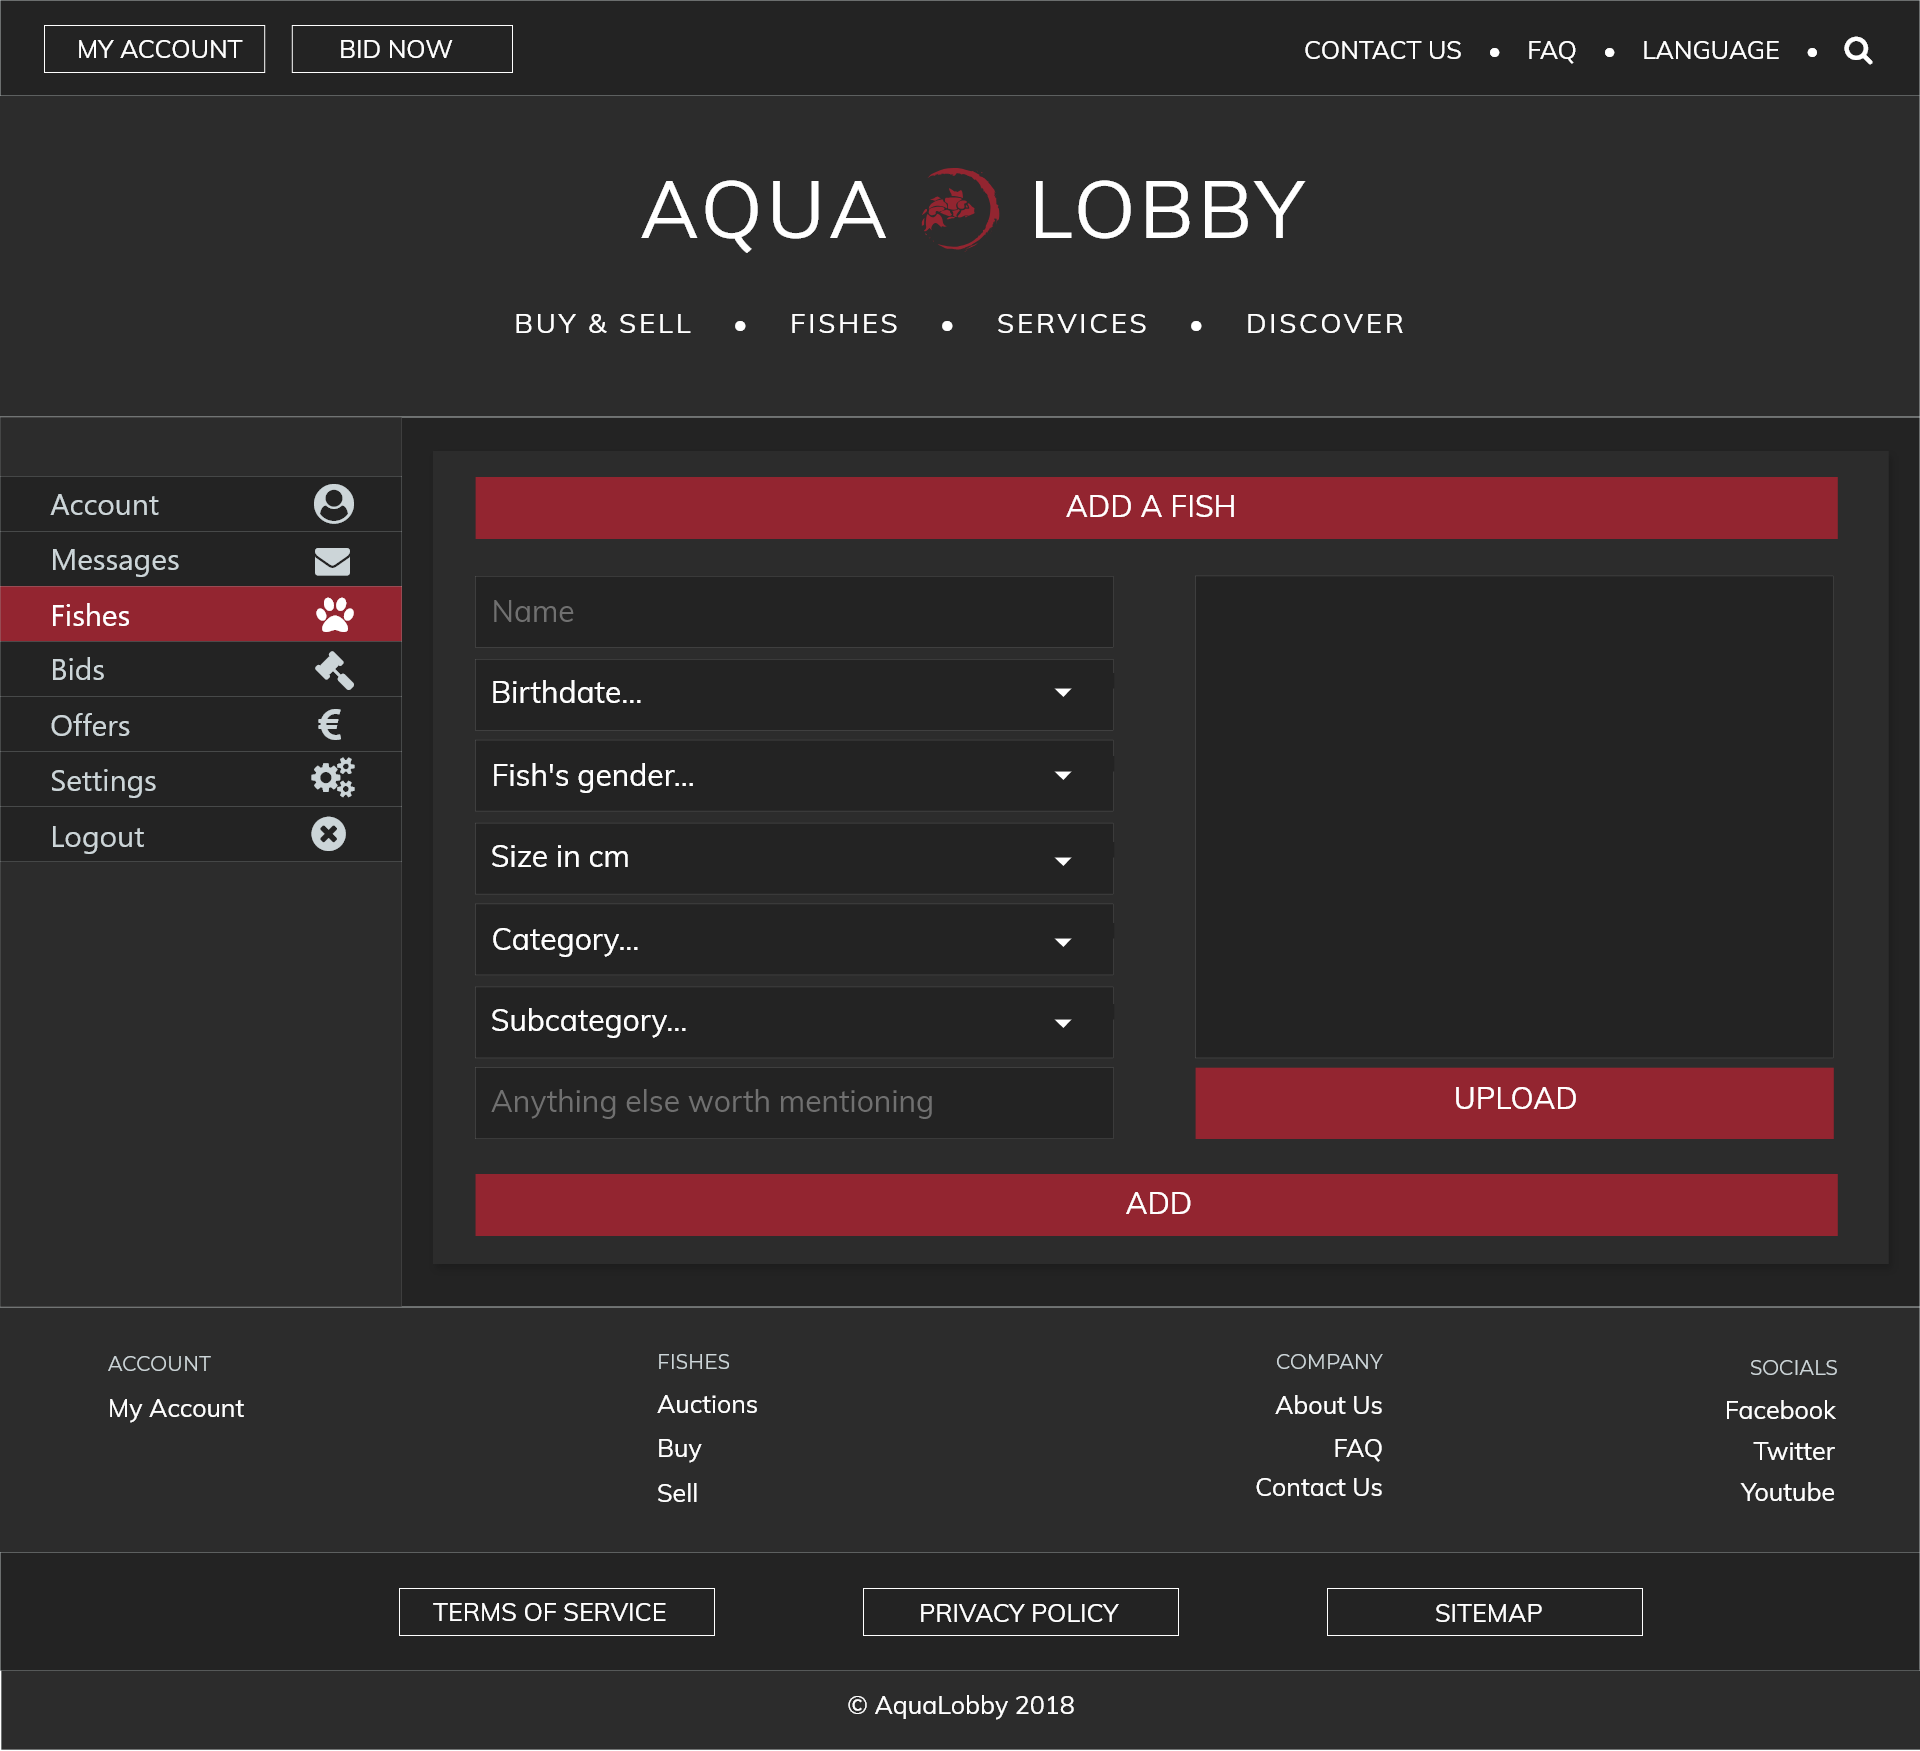 MY ACCOUNT
BID NOW
CONTACT US • FAQ • LANGUAGE •
AQUA LOBBY
BUY & SELL • FISHES • SERVICES • DISCOVER
Account
Messages
Fishes
Bids
Offers
€
Settings
Logout
ADD A FISH
Name
Birthdate...
Fish's gender...
Size in cm
Category...
Subcategory...
Anything else worth mentioning
UPLOAD
ADD
ACCOUNT
My Account
FISHES
Auctions
Buy
Sell
COMPANY
About Us
FAQ
Contact Us
SOCIALS
Facebook
Twitter
Youtube
TERMS OF SERVICE
PRIVACY POLICY
SITEMAP
© AquaLobby 2018